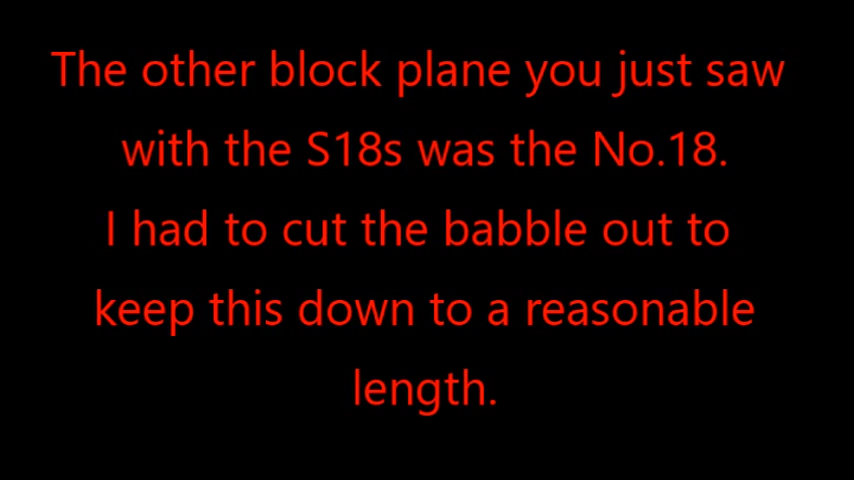 The other block plane you just saw
with the S18s was the No.18.
I had to cut the babble out to
keep this down to a reasonable
length.